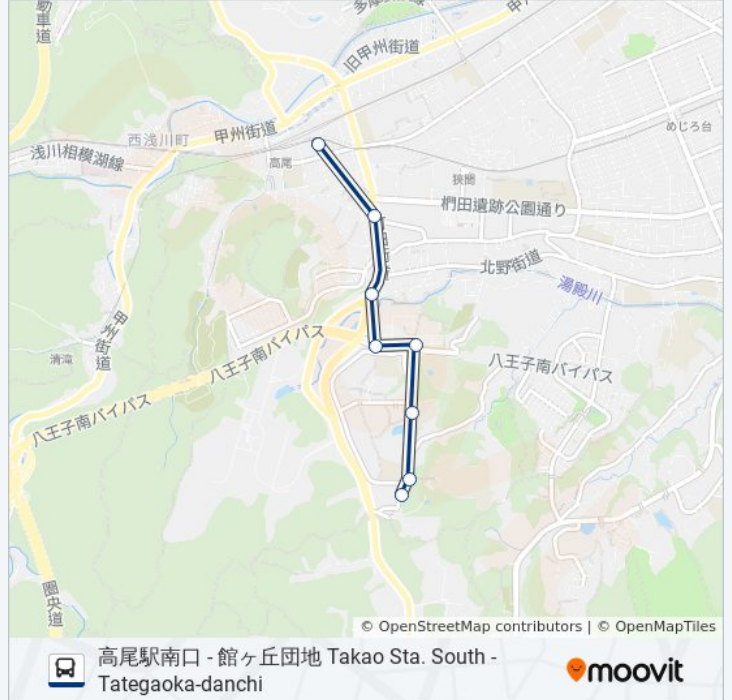 動車道
多摩
甲
旧甲州街道
めじろ台
甲州街道
西浅川町
浅川相模湖線
高尾
狭間
椚田遺跡公園通り
北野街道
湯殿川
甲州街道
八王子南バイパス
清滝
八王子南バイパス
八王子南バイパス
圏央道
© OpenStreetMap contributors | © OpenMapTiles
高尾駅南口 - 館ヶ丘団地 Takao Sta. South -
Tategaoka-danchi
moovit